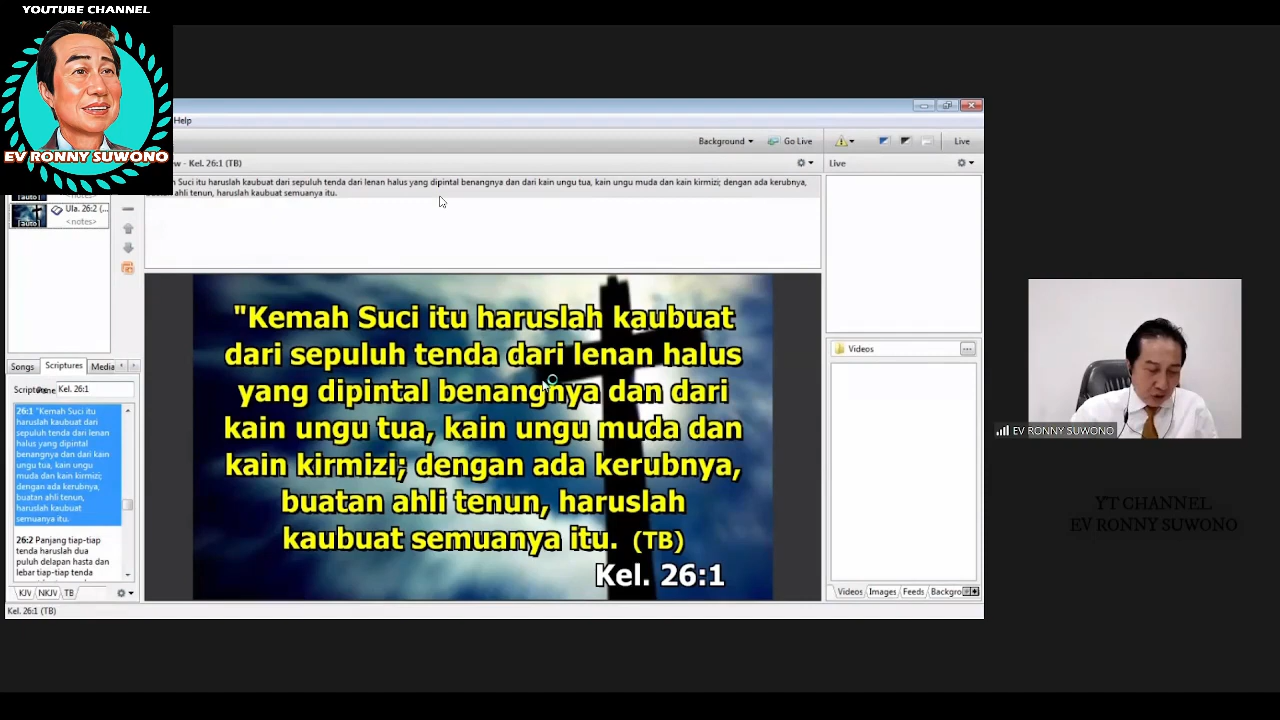 YOUTUBE CHANNEL
EV RONNY SUWONO
Help
Background
Go Live
Live
- Kel. 26:1 (TB)
Live
Suci itu haruslah kaubuat dari sepuluh tenda dari lenan halus yang dipintal benangnya dan dari kain ungu tua, kain ungu muda dan kain kirmizi; dengan ada kerubnya,
ahli tenun, haruslah kaubuat semuanya itu.
[auto]
<notes>
Ula. 26:2 (...
[auto]
<notes>
"Kemah Suci itu haruslah kaubuat
dari sepuluh tenda dari lenan halus
yang dipintal benangnya dan dari
kain ungu tua, kain ungu muda dan
kain kirmizi; dengan ada kerubnya,
buatan ahli tenun, haruslah
kaubuat semuanya itu. (TB)
Kel. 26:1
Songs
Scriptures
Media
Kel. 26:1
26:1 "Kemah Suci itu
haruslah kaubuat dari
sepuluh tenda dari lenan
halus yang dipintal
benangnya dan dari kain
ungu tua, kain ungu
muda dan kain kirmizi;
dengan ada kerubnya,
buatan ahli tenun,
haruslah kaubuat
semuanya itu.
26:2 Panjang tiap-tiap
tenda haruslah dua
puluh delapan hasta dan
lebar tiap-tiap tenda
KJV
NKJV
TB
Kel. 26:1 (TB)
Videos
...
Videos
Images
Feeds
Backgro
EV RONNY SUWONO
YT CHANNEL
EV RONNY SUWONO